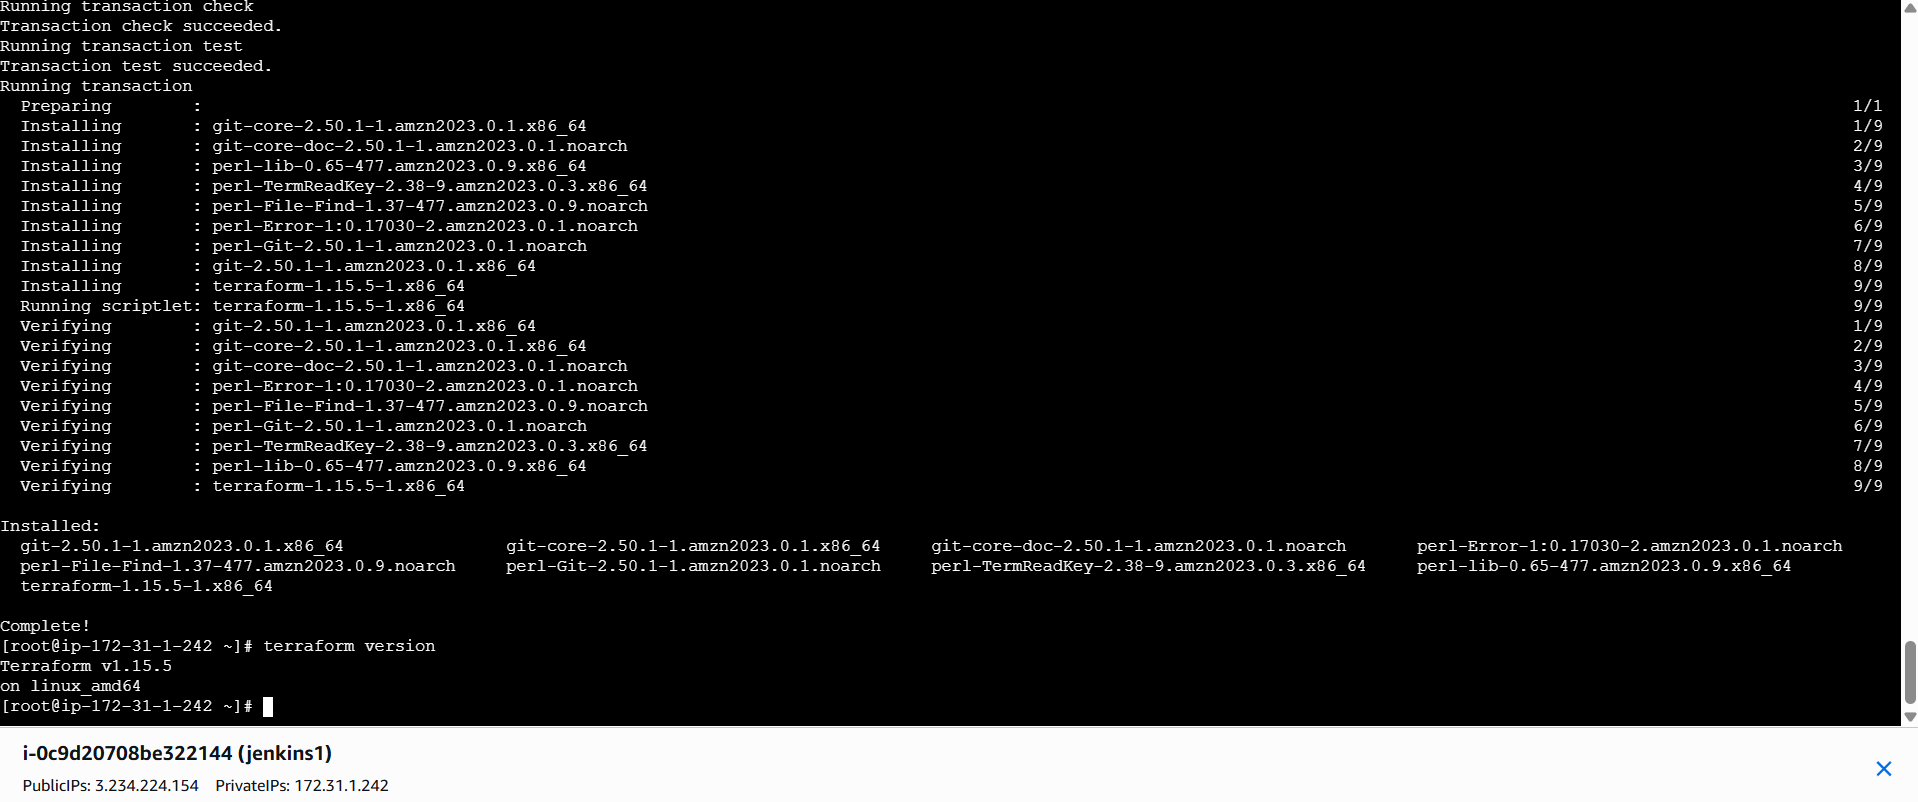 Running transaction check
Transaction check succeeded.
Running transaction test
Transaction test succeeded.
Running transaction
  Preparing        :                                                                 1/1
  Installing       : git-core-2.50.1-1.amzn2023.0.1.x86_64                           1/9
  Installing       : git-core-doc-2.50.1-1.amzn2023.0.1.noarch                       2/9
  Installing       : perl-lib-0.65-477.amzn2023.0.9.x86_64                           3/9
  Installing       : perl-TermReadKey-2.38-9.amzn2023.0.3.x86_64                     4/9
  Installing       : perl-File-Find-1.37-477.amzn2023.0.9.noarch                     5/9
  Installing       : perl-Error-1:0.17030-2.amzn2023.0.1.noarch                      6/9
  Installing       : perl-Git-2.50.1-1.amzn2023.0.1.noarch                           7/9
  Installing       : git-2.50.1-1.amzn2023.0.1.x86_64                                8/9
  Installing       : terraform-1.15.5-1.x86_64                                       9/9
  Running scriptlet: terraform-1.15.5-1.x86_64                                       9/9
  Verifying        : git-2.50.1-1.amzn2023.0.1.x86_64                                1/9
  Verifying        : git-core-2.50.1-1.amzn2023.0.1.x86_64                           2/9
  Verifying        : git-core-doc-2.50.1-1.amzn2023.0.1.noarch                       3/9
  Verifying        : perl-Error-1:0.17030-2.amzn2023.0.1.noarch                      4/9
  Verifying        : perl-File-Find-1.37-477.amzn2023.0.9.noarch                     5/9
  Verifying        : perl-Git-2.50.1-1.amzn2023.0.1.noarch                           6/9
  Verifying        : perl-TermReadKey-2.38-9.amzn2023.0.3.x86_64                     7/9
  Verifying        : perl-lib-0.65-477.amzn2023.0.9.x86_64                           8/9
  Verifying        : terraform-1.15.5-1.x86_64                                       9/9
Installed:
  git-2.50.1-1.amzn2023.0.1.x86_64 git-core-2.50.1-1.amzn2023.0.1.x86_64 git-core-doc-2.50.1-1.amzn2023.0.1.noarch perl-Error-1:0.17030-2.amzn2023.0.1.noarch
  perl-File-Find-1.37-477.amzn2023.0.9.noarch perl-Git-2.50.1-1.amzn2023.0.1.noarch perl-TermReadKey-2.38-9.amzn2023.0.3.x86_64 perl-lib-0.65-477.amzn2023.0.9.x86_64
  terraform-1.15.5-1.x86_64
Complete!
[root@ip-172-31-1-242 ~]# terraform version
Terraform v1.15.5
on linux_amd64
[root@ip-172-31-1-242 ~]#
i-0c9d20708be322144 (jenkins1)
PublicIPs: 3.234.224.154 PrivateIPs: 172.31.1.242